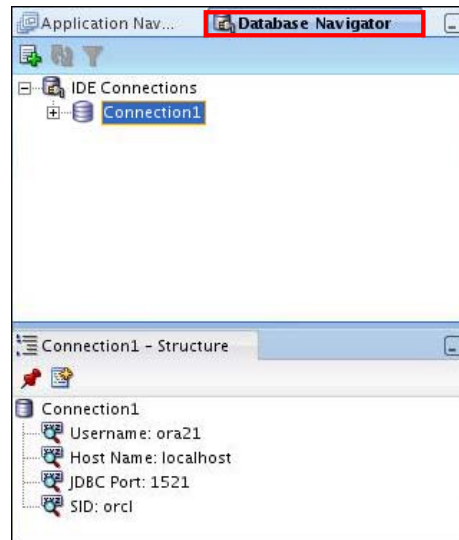 Application Nav...
Database Navigator
IDE Connections
Connection1
Connection1 - Structure
Connection1
Username: ora21
Host Name: localhost
JDBC Port: 1521
SID: orcl